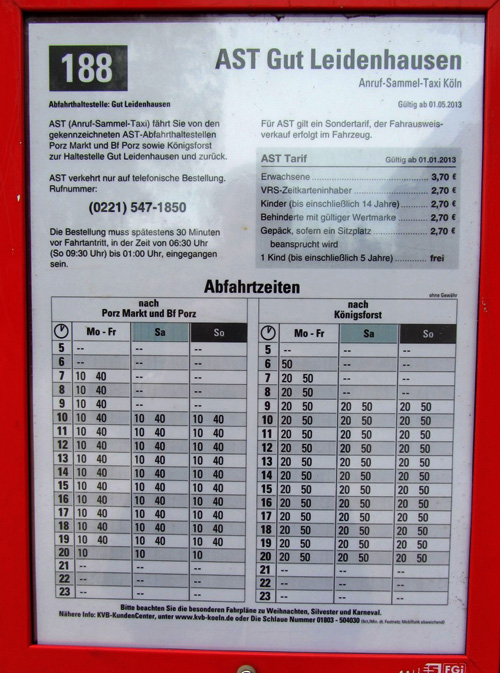 188
AST Gut Leidenhausen
Anruf-Sammel-Taxi Köln
Abfahrthaltestelle: Gut Leidenhausen
Gültig ab 01.05.2013
AST (Anruf-Sammel-Taxi) fährt Sie von den
gekennzeichneten AST-Abfahrthaltestellen
Porz Markt und Bf Porz sowie Königsforst
zur Haltestelle Gut Leidenhausen und zurück.
AST verkehrt nur auf telefonische Bestellung.
Rufnummer:
(0221) 547-1850
Die Bestellung muss spätestens 30 Minuten
vor Fahrtantritt, in der Zeit von 06:30 Uhr
(So 09:30 Uhr) bis 01:00 Uhr, eingegangen
sein.
Für AST gilt ein Sondertarif, der Fahrausweis-
verkauf erfolgt im Fahrzeug.
AST Tarif Gültig ab 01.01.2013
Erwachsene 3,70 €
VRS-Zeitkarteninhaber 2,70 €
Kinder (bis einschließlich 14 Jahre) 2,70 €
Behinderte mit gültiger Wertmarke 2,70 €
Gepäck, sofern ein Sitzplatz 2,70 €
beansprucht wird
1 Kind (bis einschließlich 5 Jahre) frei
Abfahrtzeiten
ohne Gewähr
nach
Porz Markt und Bf Porz
Mo - Fr Sa So
5 -- -- --
6 -- -- --
7 10 40 -- --
8 10 40 -- --
9 10 40 -- --
10 10 40 10 40 10 40
11 10 40 10 40 10 40
12 10 40 10 40 10 40
13 10 40 10 40 10 40
14 10 40 10 40 10 40
15 10 40 10 40 10 40
16 10 40 10 40 10 40
17 10 40 10 40 10 40
18 10 40 10 40 10 40
19 10 40 10 40 10 40
20 10 10 10
21 -- -- --
22 -- -- --
23 -- -- --
nach
Königsforst
Mo - Fr Sa So
5 -- -- --
6 50 -- --
7 20 50 -- --
8 20 50 -- --
9 20 50 20 50 20 50
10 20 50 20 50 20 50
11 20 50 20 50 20 50
12 20 50 20 50 20 50
13 20 50 20 50 20 50
14 20 50 20 50 20 50
15 20 50 20 50 20 50
16 20 50 20 50 20 50
17 20 50 20 50 20 50
18 20 50 20 50 20 50
19 20 50 20 50 20 50
20 20 50 20 50 20 50
21 -- -- --
22 -- -- --
23 -- -- --
Bitte beachten Sie die besonderen Fahrpläne zu Weihnachten, Silvester und Karneval.
Nähere Info: KVB-KundenCenter, unter www.kvb-koeln.de oder Die Schlaue Nummer 01803 - 504030
FGi